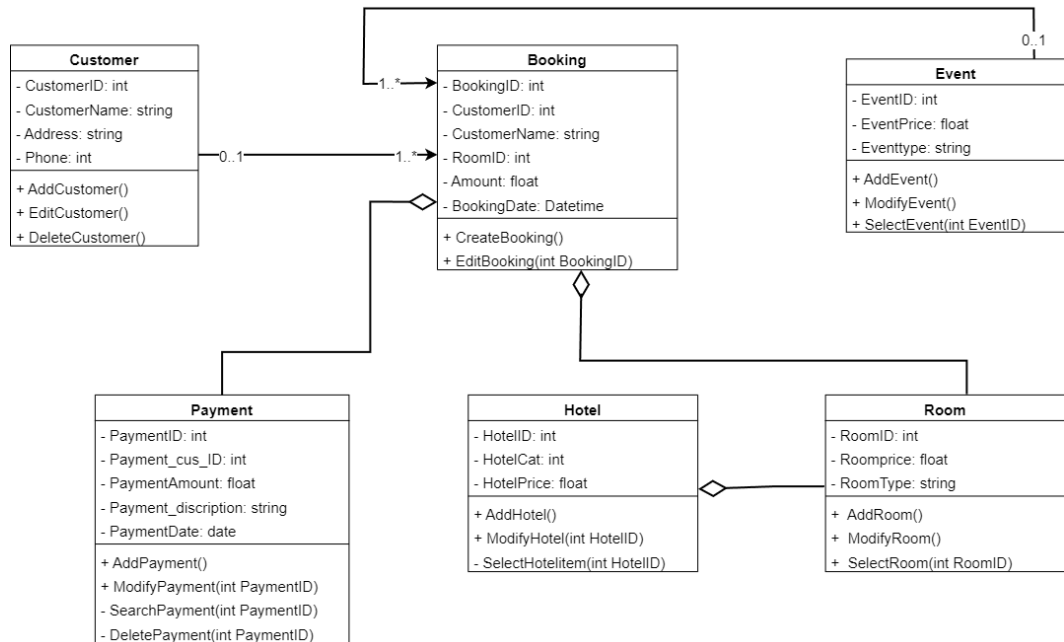 Customer
- CustomerID: int
- CustomerName: string
- Address: string
- Phone: int
+ AddCustomer()
+ EditCustomer()
+ DeleteCustomer()
0..1
1..*
Booking
- BookingID: int
- CustomerID: int
- CustomerName: string
- RoomID: int
- Amount: float
- BookingDate: Datetime
+ CreateBooking()
+ EditBooking(int BookingID)
1..*
0..1
Event
- EventID: int
- EventPrice: float
- Eventtype: string
+ AddEvent()
+ ModifyEvent()
+ SelectEvent(int EventID)
Payment
- PaymentID: int
- Payment_cus_ID: int
- PaymentAmount: float
- Payment_discription: string
- PaymentDate: date
+ AddPayment()
+ ModifyPayment(int PaymentID)
- SearchPayment(int PaymentID)
- DeletePayment(int PaymentID)
Hotel
- HotelID: int
- HotelCat: int
- HotelPrice: float
+ AddHotel()
+ ModifyHotel(int HotelID)
- SelectHotelitem(int HotelID)
Room
- RoomID: int
- Roomprice: float
- RoomType: string
+ AddRoom()
+ ModifyRoom()
+ SelectRoom(int RoomID)